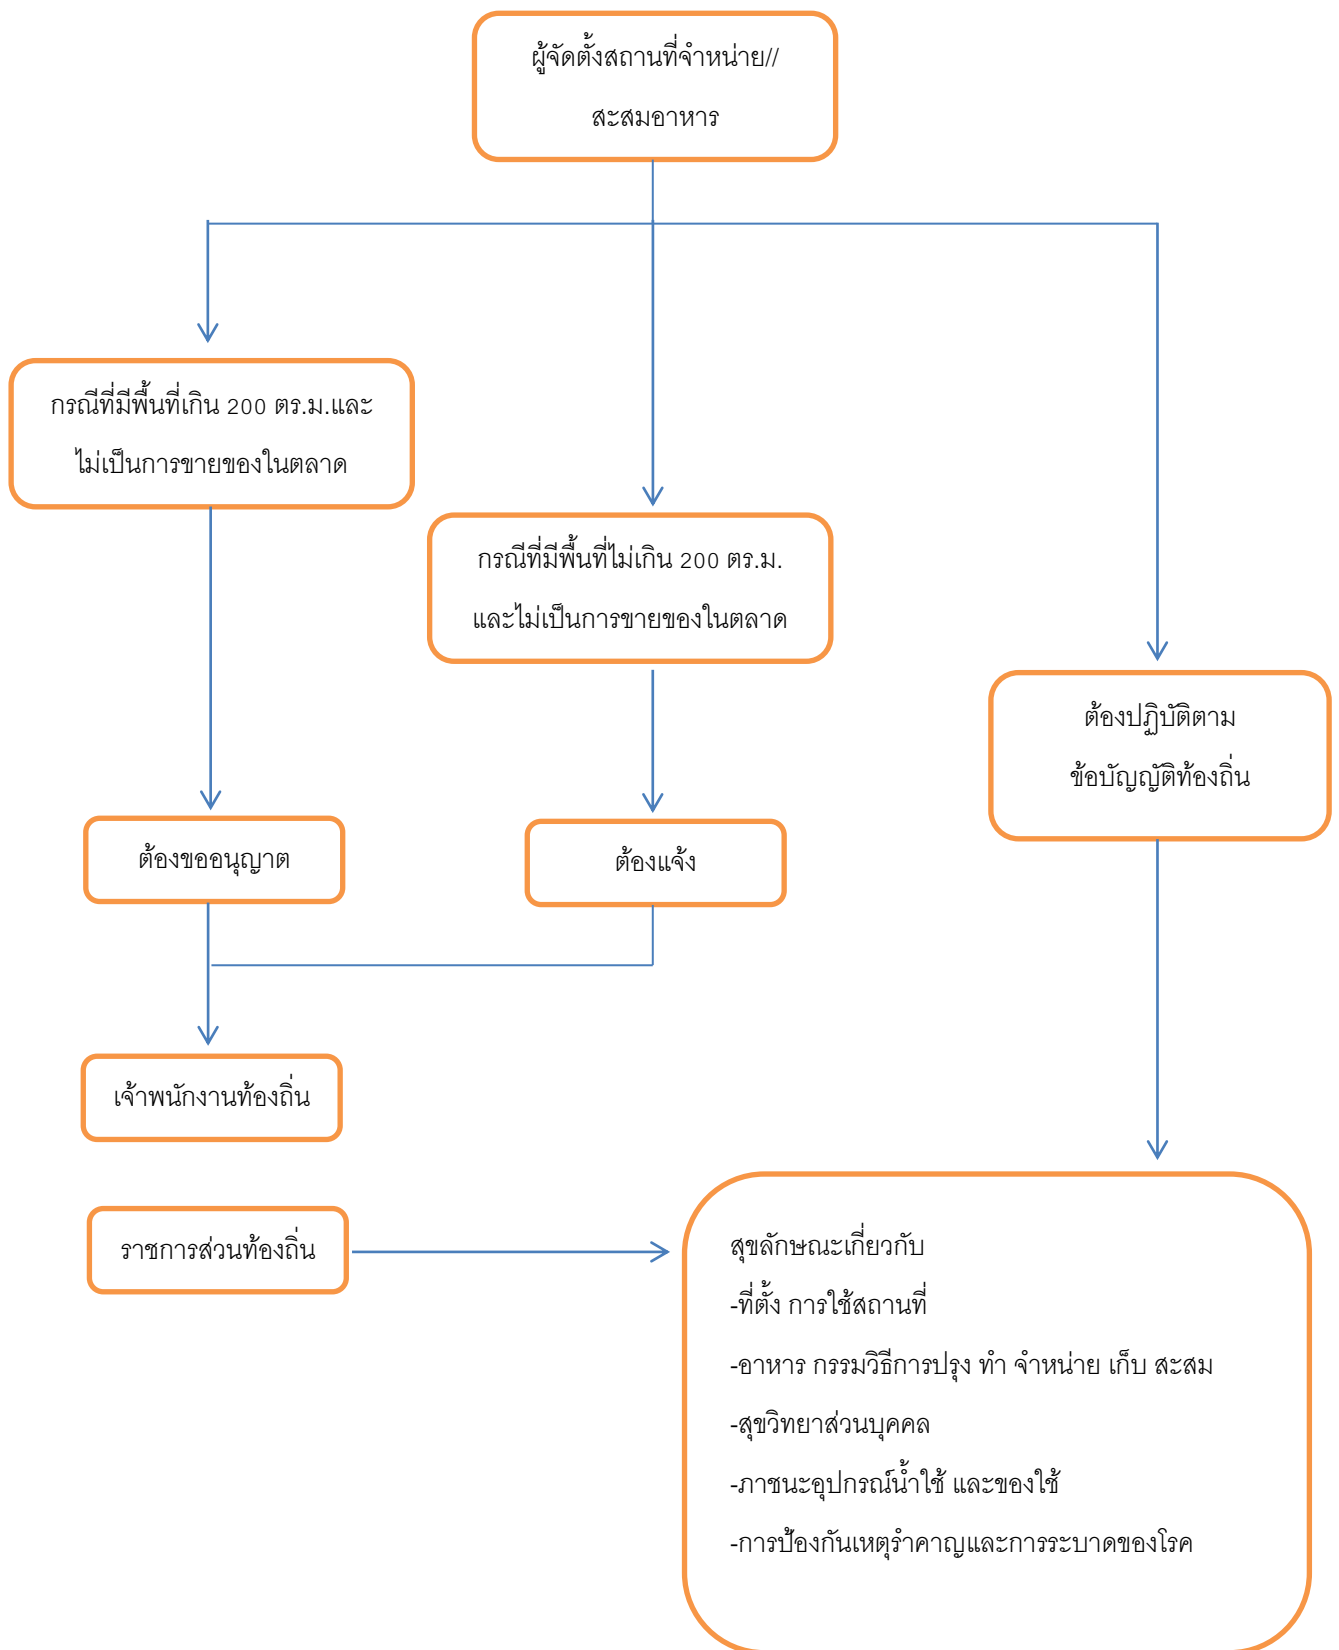 ผู้จัดตั้งสถานที่จำหน่าย//
สะสมอาหาร
กรณีที่มีพื้นที่เกิน 200 ตร.ม.และ
ไม่เป็นการขายของในตลาด
กรณีที่มีพื้นที่ไม่เกิน 200 ตร.ม.
และไม่เป็นการขายของในตลาด
ต้องปฏิบัติตาม
ข้อบัญญัติท้องถิ่น
ต้องขออนุญาต
ต้องแจ้ง
เจ้าพนักงานท้องถิ่น
ราชการส่วนท้องถิ่น
สุขลักษณะเกี่ยวกับ
-ที่ตั้ง การใช้สถานที่
-อาหาร กรรมวิธีการปรุง ทำ จำหน่าย เก็บ สะสม
-สุขวิทยาส่วนบุคคล
-ภาชนะอุปกรณ์น้ำใช้ และของใช้
-การป้องกันเหตุรำคาญและการระบาดของโรค